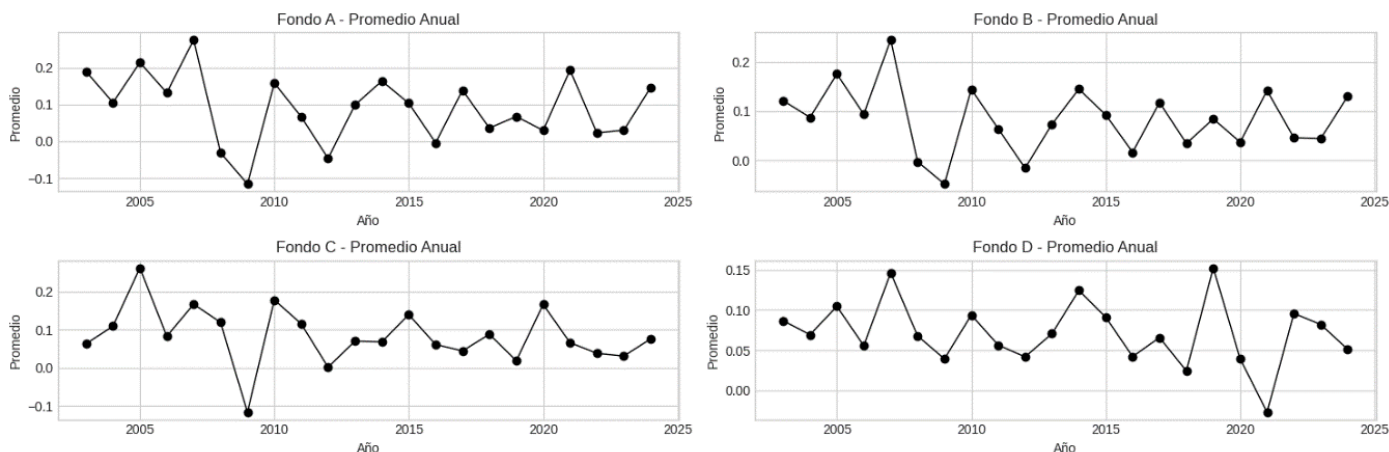 Fondo A - Promedio Anual
Promedio
0.2
0.1
0.0
−0.1
2005 2010 2015 2020 2025
Año
Fondo B - Promedio Anual
Promedio
0.2
0.1
0.0
2005 2010 2015 2020 2025
Año
Fondo C - Promedio Anual
Promedio
0.2
0.1
0.0
−0.1
2005 2010 2015 2020 2025
Año
Fondo D - Promedio Anual
Promedio
0.15
0.10
0.05
0.00
2005 2010 2015 2020 2025
Año